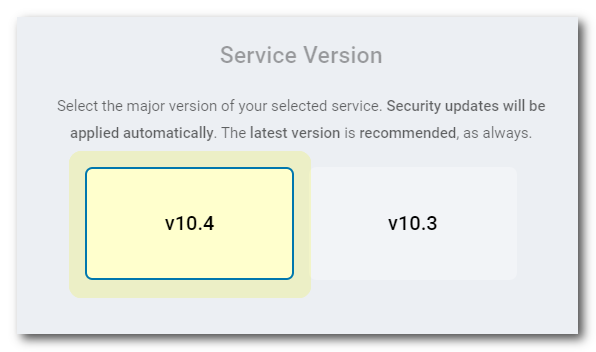 Service Version
Select the major version of your selected service. Security updates will be
applied automatically. The latest version is recommended, as always.
v10.4 v10.3